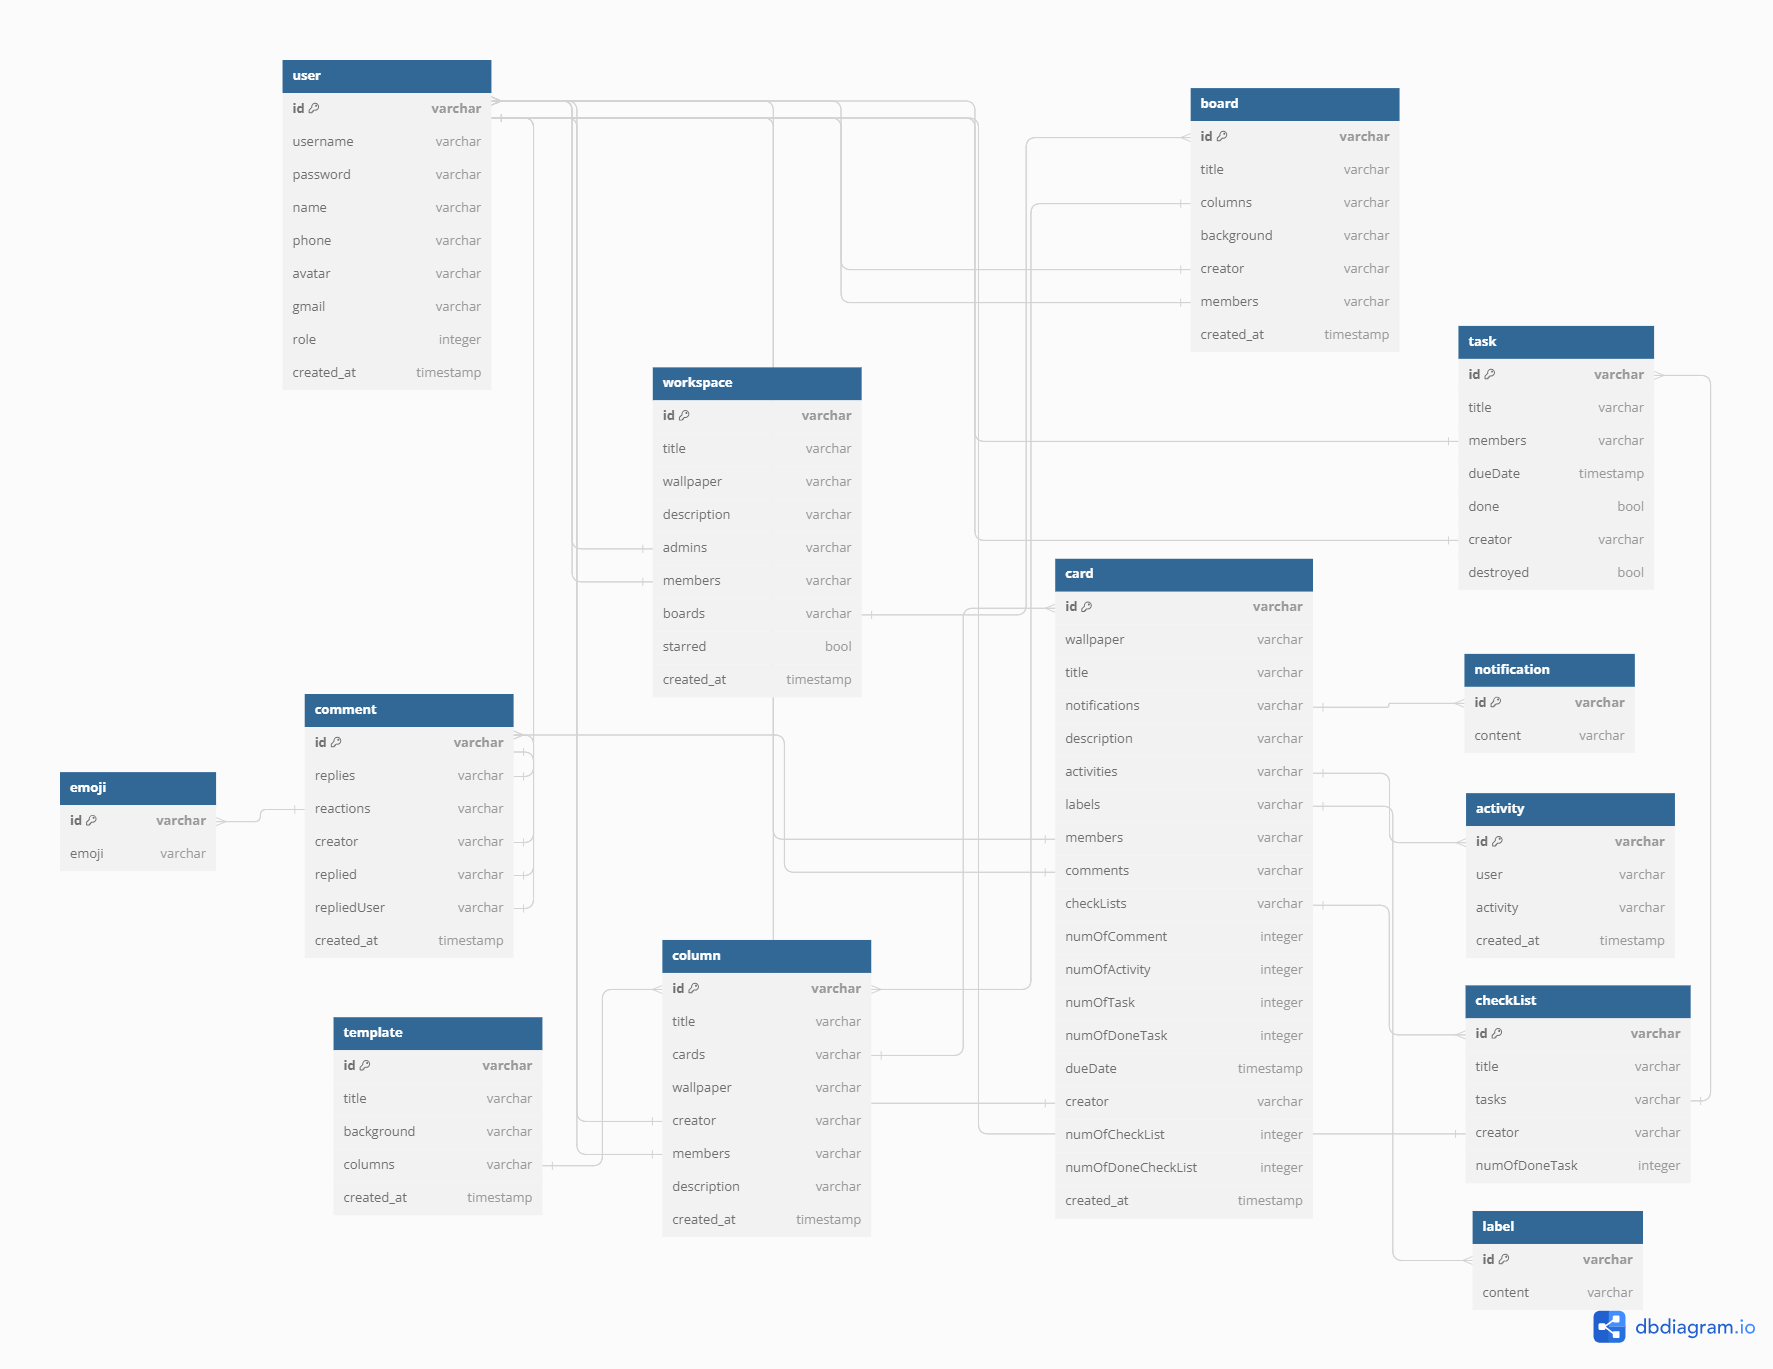 user
id varchar
username varchar
password varchar
name varchar
phone varchar
avatar varchar
gmail varchar
role integer
created_at timestamp
board
id varchar
title varchar
columns varchar
background varchar
creator varchar
members varchar
created_at timestamp
task
id varchar
title varchar
members varchar
dueDate timestamp
done bool
creator varchar
destroyed bool
workspace
id varchar
title varchar
wallpaper varchar
description varchar
admins varchar
members varchar
boards varchar
starred bool
created_at timestamp
card
id varchar
wallpaper varchar
title varchar
notifications varchar
description varchar
activities varchar
labels varchar
members varchar
comments varchar
checkLists varchar
numOfComment integer
numOfActivity integer
numOfTask integer
numOfDoneTask integer
dueDate timestamp
creator varchar
numOfCheckList integer
numOfDoneCheckList integer
created_at timestamp
notification
id varchar
content varchar
comment
id varchar
replies varchar
reactions varchar
creator varchar
replied varchar
repliedUser varchar
created_at timestamp
emoji
id varchar
emoji varchar
activity
id varchar
user varchar
activity varchar
created_at timestamp
column
id varchar
title varchar
cards varchar
wallpaper varchar
creator varchar
members varchar
description varchar
created_at timestamp
checkList
id varchar
title varchar
tasks varchar
creator varchar
numOfDoneTask integer
template
id varchar
title varchar
background varchar
columns varchar
created_at timestamp
label
id varchar
content varchar
dbdiagram.io